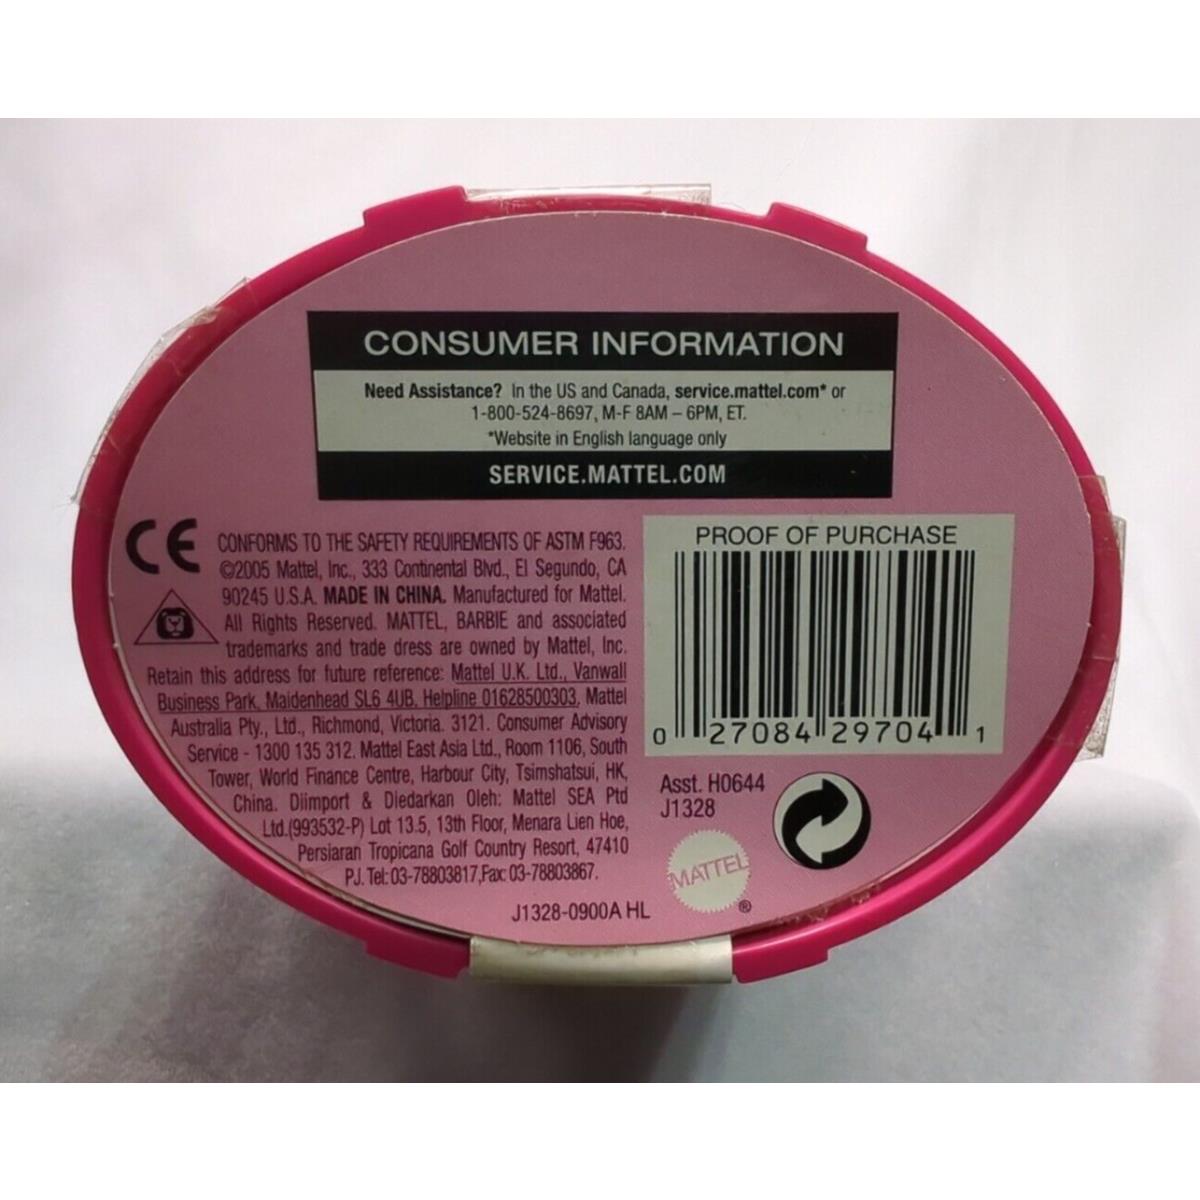 CONSUMER INFORMATION
Need Assistance? In the US and Canada, service.mattel.com* or
1-800-524-8697, M-F 8AM – 6PM, ET.
*Website in English language only
SERVICE.MATTEL.COM
CE
CONFORMS TO THE SAFETY REQUIREMENTS OF ASTM F963.
©2005 Mattel, Inc., 333 Continental Blvd., El Segundo, CA
90245 U.S.A. MADE IN CHINA. Manufactured for Mattel.
All Rights Reserved. MATTEL, BARBIE and associated
trademarks and trade dress are owned by Mattel, Inc.
Retain this address for future reference: Mattel U.K. Ltd., Vanwall
Business Park, Maidenhead SL6 4UB. Helpline 01628500303. Mattel
Australia Pty., Ltd., Richmond, Victoria. 3121. Consumer Advisory
Service - 1300 135 312. Mattel East Asia Ltd., Room 1106, South
Tower, World Finance Centre, Harbour City, Tsimshatsui, HK,
China. Diimport & Diedarkan Oleh: Mattel SEA Ptd
Ltd.(993532-P) Lot 13.5, 13th Floor, Menara Lien Hoe,
Persiaran Tropicana Golf Country Resort, 47410
PJ. Tel:03-78803817,Fax:03-78803867.
J1328-0900A HL
PROOF OF PURCHASE
0 27084 29704 1
Asst. H0644
J1328
MATTEL
®